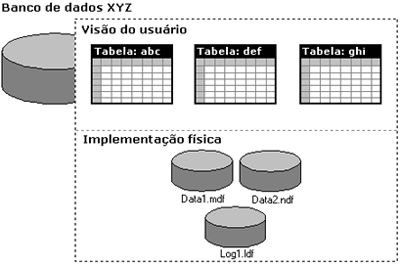 Banco de dados XYZ
Visão do usuário
Tabela: abc Tabela: def Tabela: ghi
Implementação física
Data1.mdf Data2.ndf
Log1.ldf